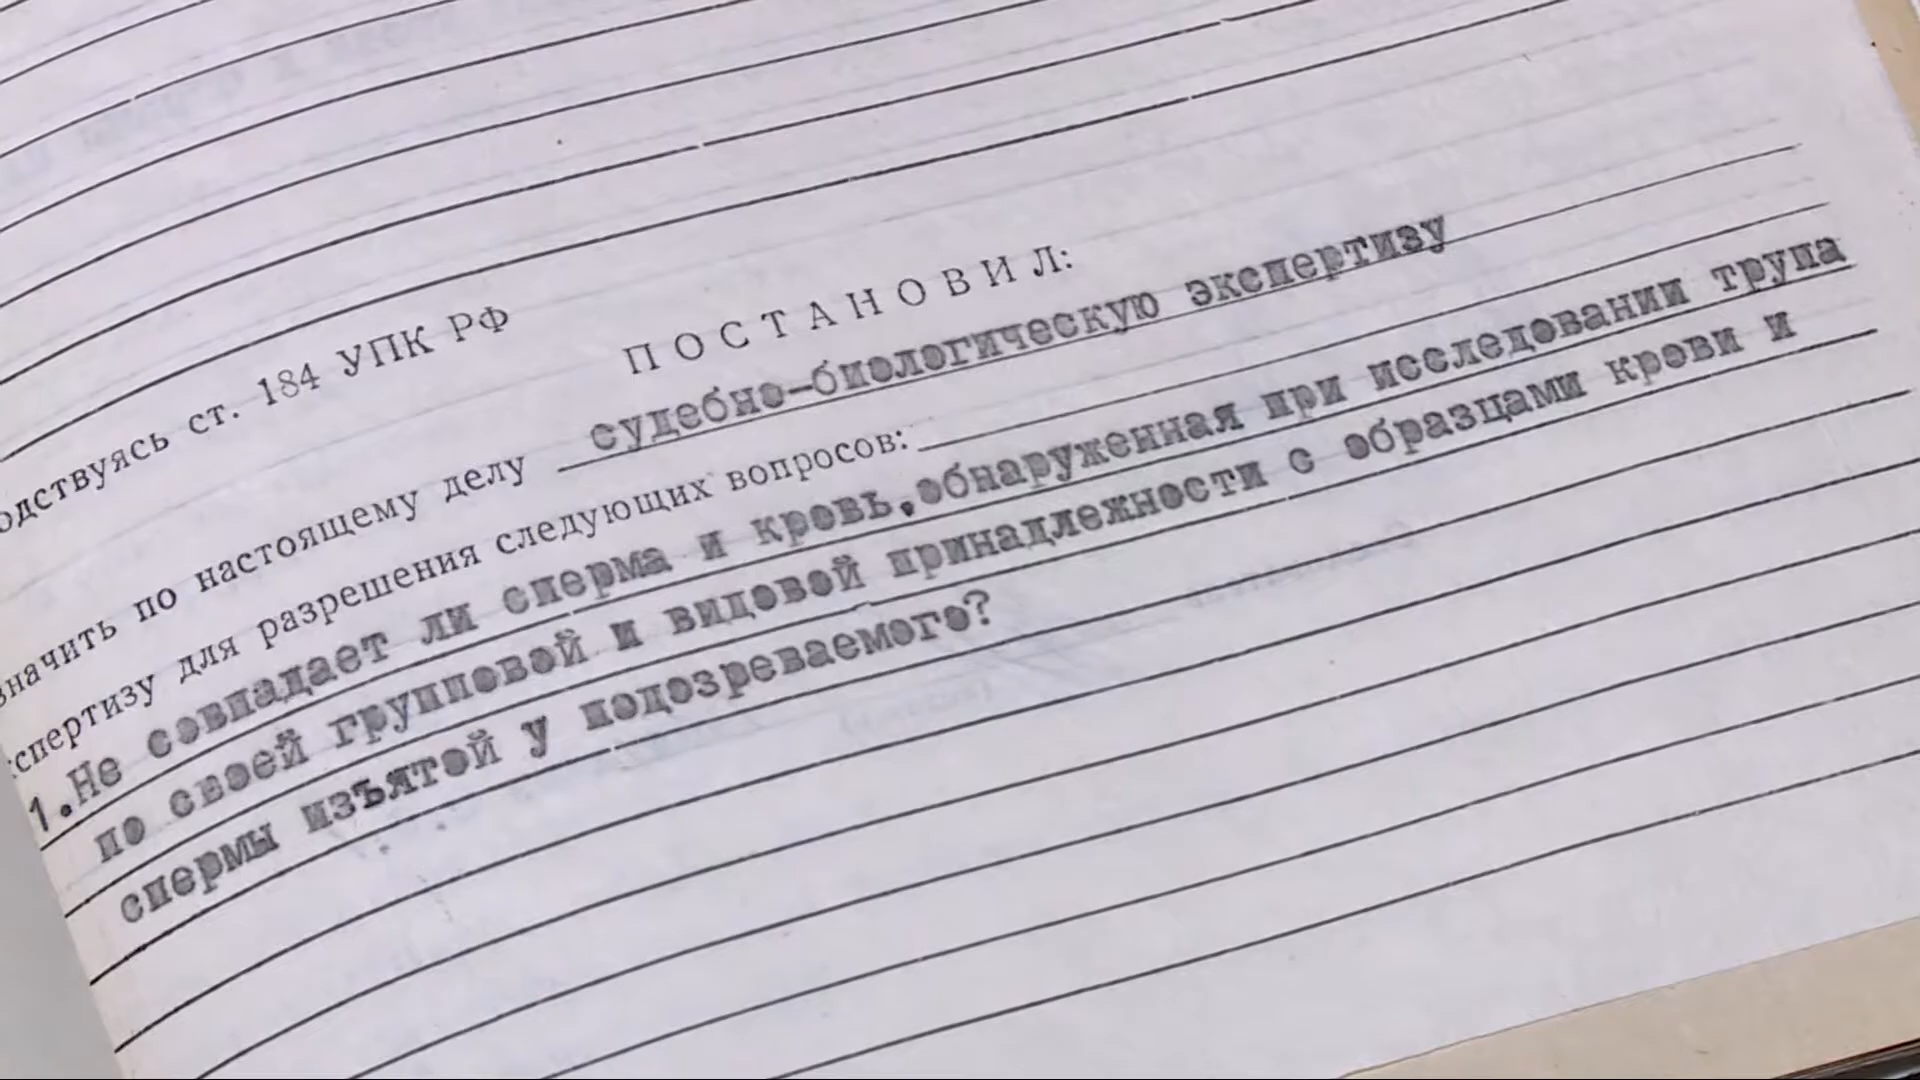 одствуясь ст. 184 УПК РФ
ПОСТАНОВИЛ:
значить по настоящему делу судебно-биологическую экспертизу
спертизу для разрешения следующих вопросов:
1.Не совпадает ли сперма и кровь,обнаруженная при исследовании трупа
по своей групповой и видовой принадлежности с образцами крови и
спермы изъятой у подозреваемого?